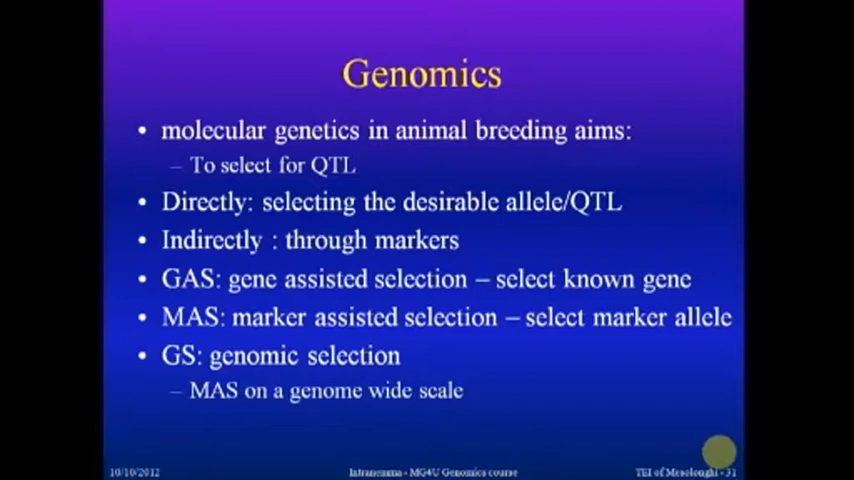 Genomics
• molecular genetics in animal breeding aims:
– To select for QTL
• Directly: selecting the desirable allele/QTL
• Indirectly : through markers
• GAS: gene assisted selection – select known gene
• MAS: marker assisted selection – select marker allele
• GS: genomic selection
– MAS on a genome wide scale
10/10/2012 Intranemma - MG4U Genomics course TEI of Mesolonghi - 31